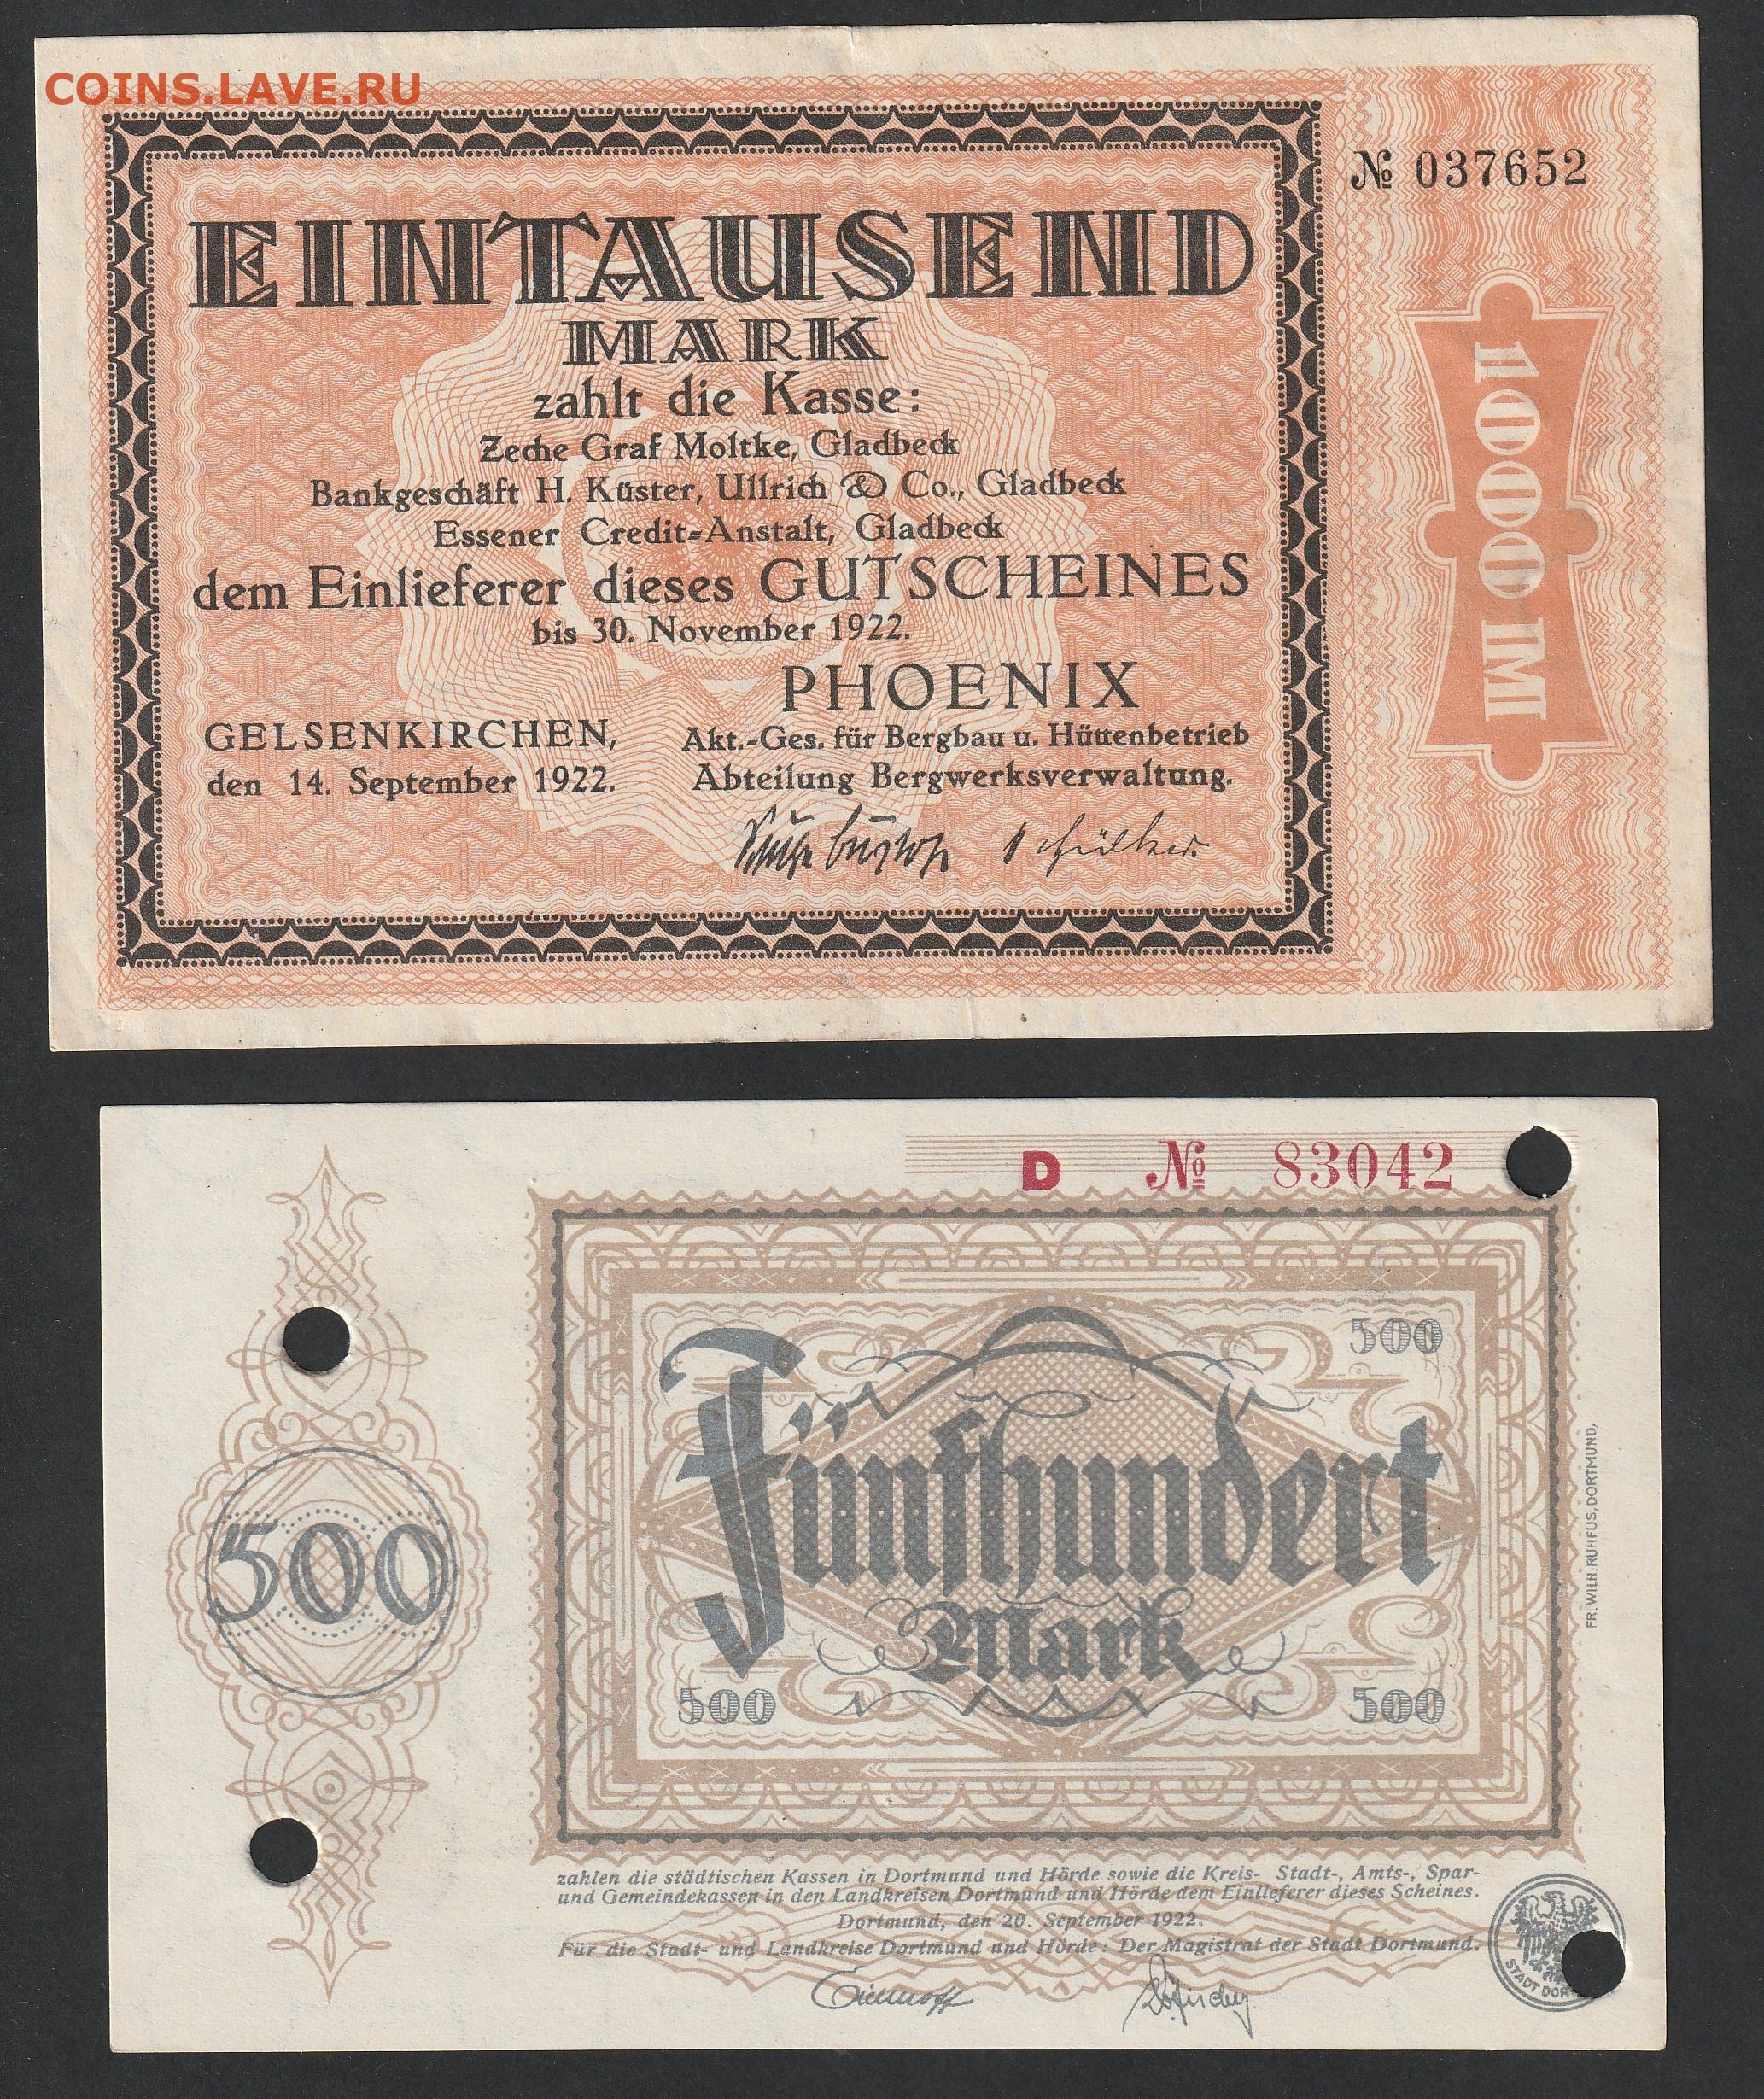 COINS.LAVE.RU
№ 037652
EINTAUSEND
MARK
zahlt die Kasse:
Zeche Graf Moltke, Gladbeck
Bankgeschäft H. Küster, Ullrich & Co., Gladbeck
Essener Credit-Anstalt, Gladbeck
dem Einlieferer dieses GUTSCHEINES
bis 30. November 1922.
PHOENIX
GELSENKIRCHEN,
den 14. September 1922.
Akt.-Ges. für Bergbau u. Hüttenbetrieb
Abteilung Bergwerksverwaltung.
1000 M
D № 83042
500
Fünfhundert
Mark
500
500
500
FR. WILH. RUHFUS, DORTMUND.
zahlen die städtischen Kassen in Dortmund und Hörde sowie die Kreis- Stadt-, Amts-, Spar-
und Gemeindekassen in den Landkreisen Dortmund und Hörde dem Einlieferer dieses Scheines.
Dortmund, den 20. September 1922.
Für die Stadt- und Landkreise Dortmund und Hörde: Der Magistrat der Stadt Dortmund.
STADT DOR